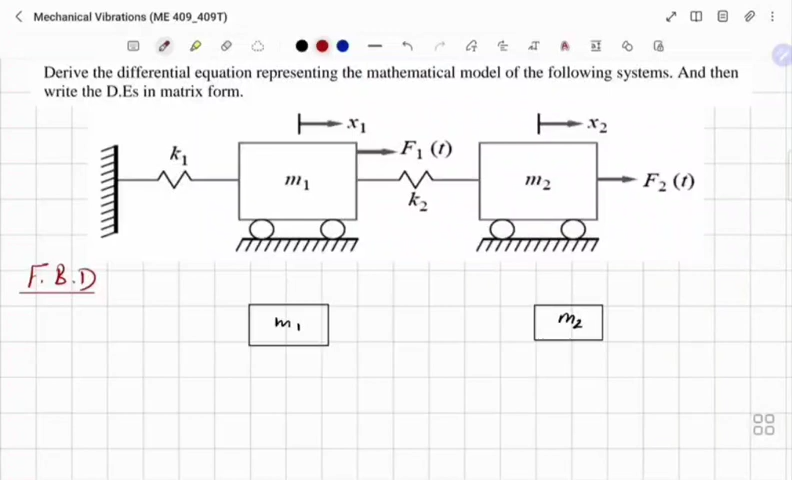 Mechanical Vibrations (ME 409_409T)
Derive the differential equation representing the mathematical model of the following systems. And then
write the D.Es in matrix form.
x₁ x₂
k₁ F₁ (t)
m₁ m₂ F₂ (t)
k₂
F.B.D
m₁ m₂